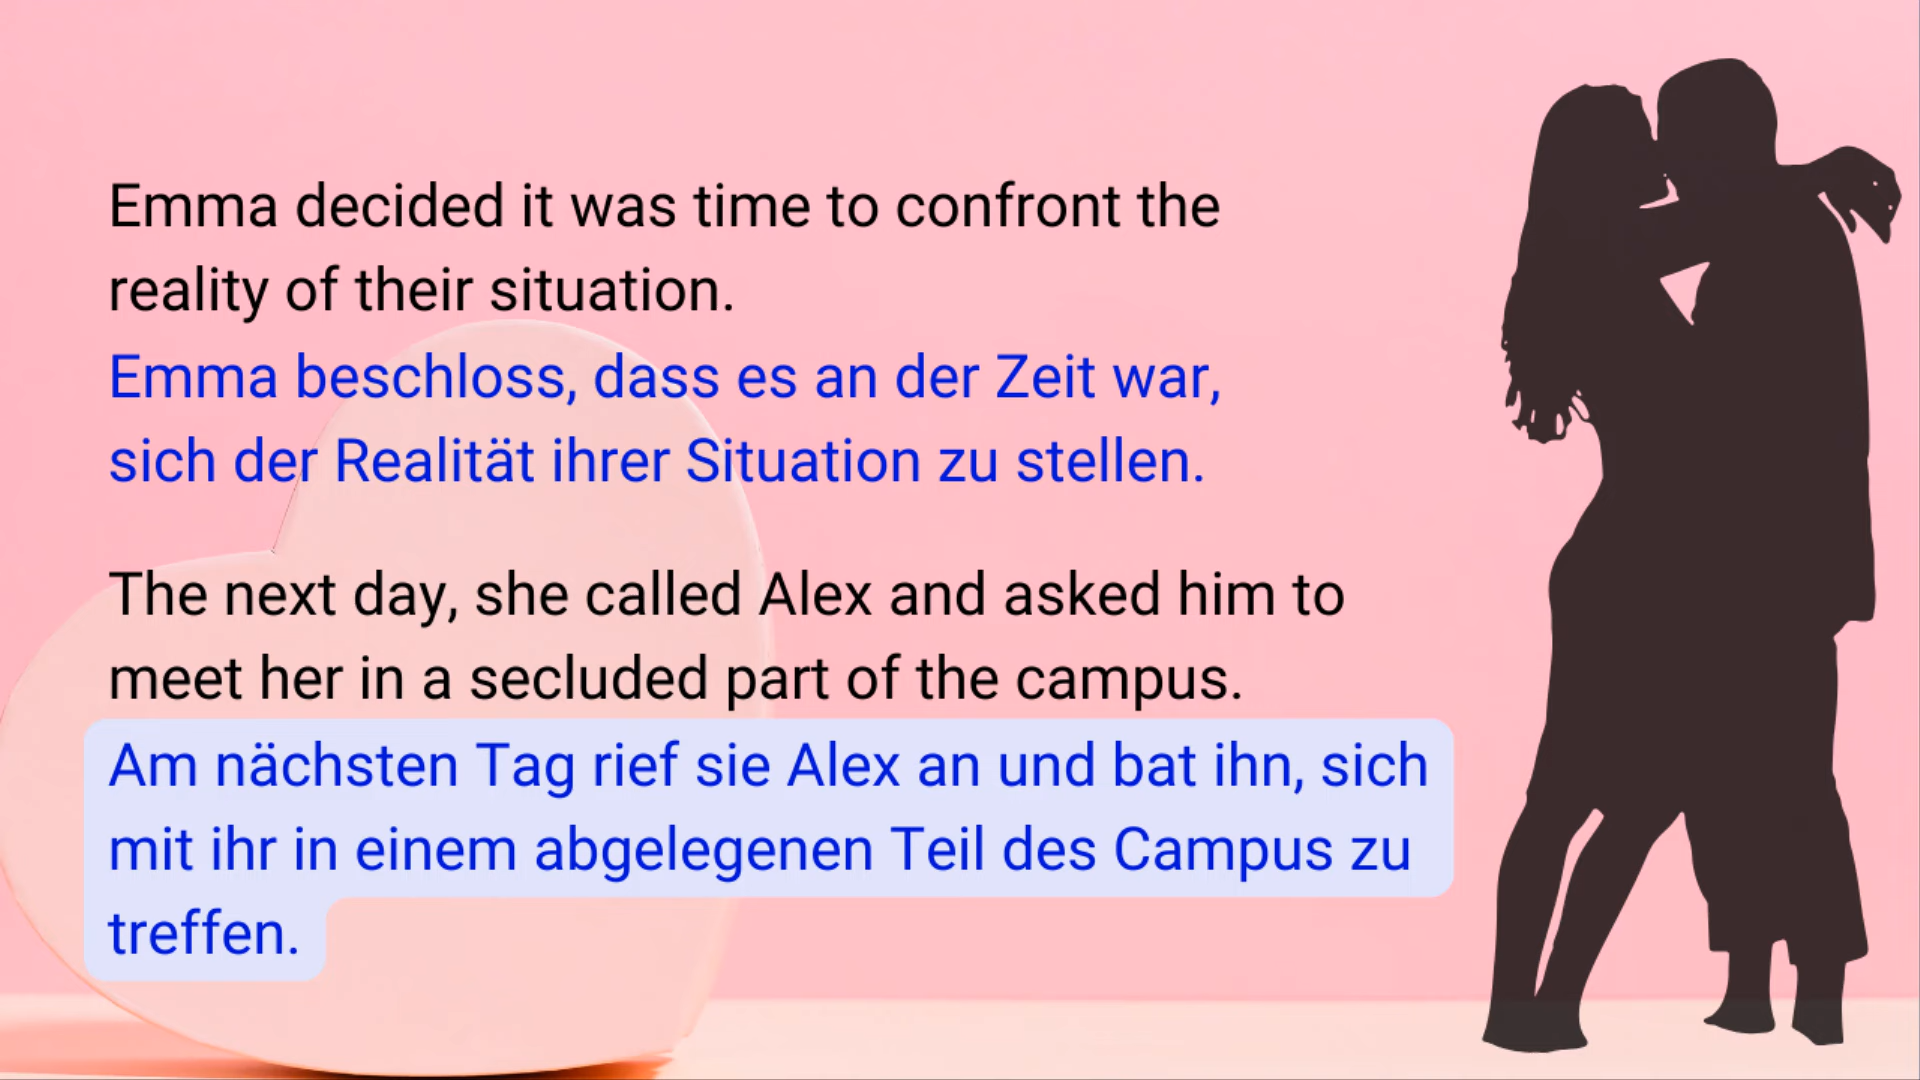 Emma decided it was time to confront the
reality of their situation.
Emma beschloss, dass es an der Zeit war,
sich der Realität ihrer Situation zu stellen.
The next day, she called Alex and asked him to
meet her in a secluded part of the campus.
Am nächsten Tag rief sie Alex an und bat ihn, sich
mit ihr in einem abgelegenen Teil des Campus zu
treffen.